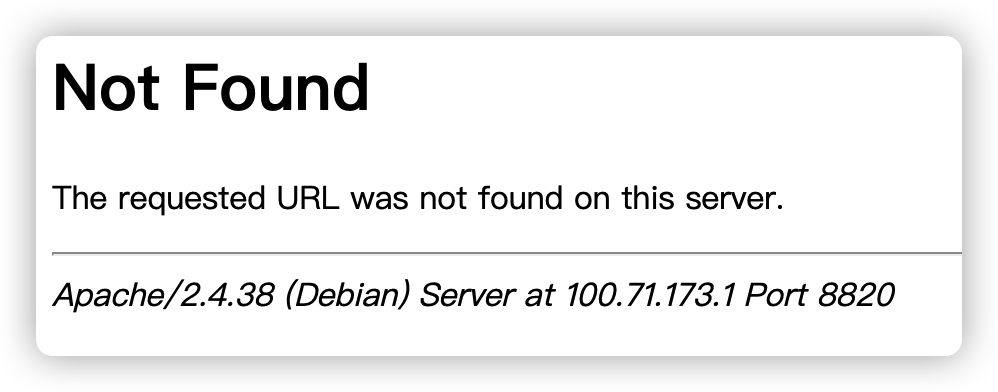 Not Found
The requested URL was not found on this server.
Apache/2.4.38 (Debian) Server at 100.71.173.1 Port 8820